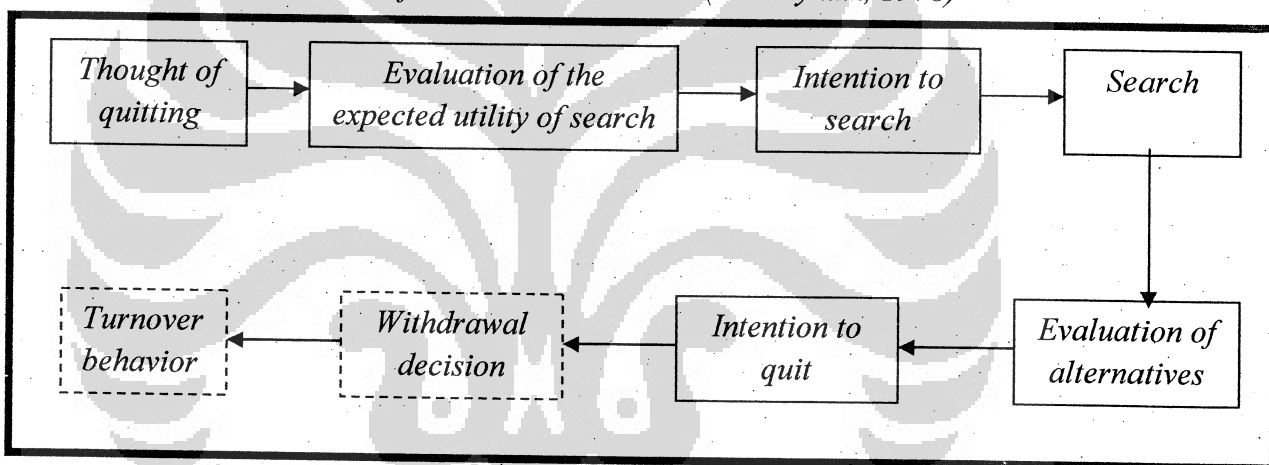 Thought of
quitting
Evaluation of the
expected utility of search
Intention to
search
Search
Evaluation of
alternatives
Intention to
quit
Withdrawal
decision
Turnover
behavior